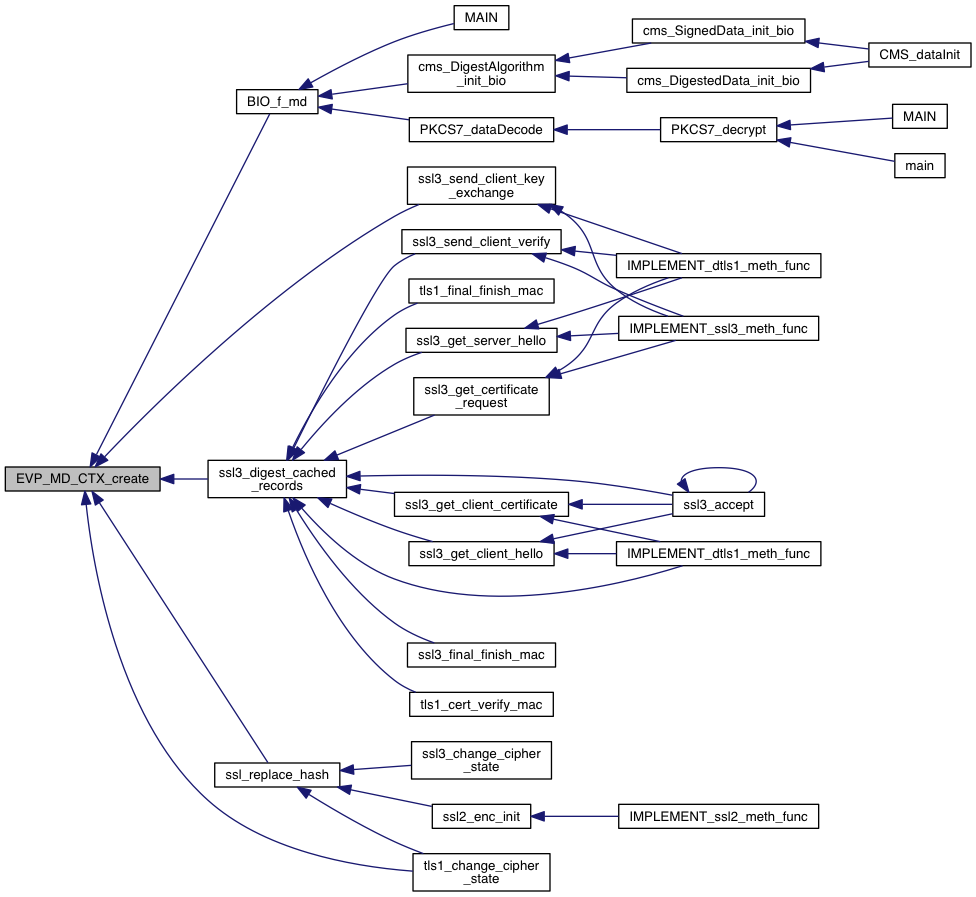 MAIN
cms_SignedData_init_bio
CMS_dataInit
cms_DigestAlgorithm
_init_bio
cms_DigestedData_init_bio
BIO_f_md
PKCS7_dataDecode
PKCS7_decrypt
MAIN
main
ssl3_send_client_key
_exchange
ssl3_send_client_verify
IMPLEMENT_dtls1_meth_func
tls1_final_finish_mac
IMPLEMENT_ssl3_meth_func
ssl3_get_server_hello
ssl3_get_certificate
_request
EVP_MD_CTX_create
ssl3_digest_cached
_records
ssl3_get_client_certificate
ssl3_accept
ssl3_get_client_hello
IMPLEMENT_dtls1_meth_func
ssl3_final_finish_mac
tls1_cert_verify_mac
ssl3_change_cipher
_state
ssl_replace_hash
ssl2_enc_init
IMPLEMENT_ssl2_meth_func
tls1_change_cipher
_state